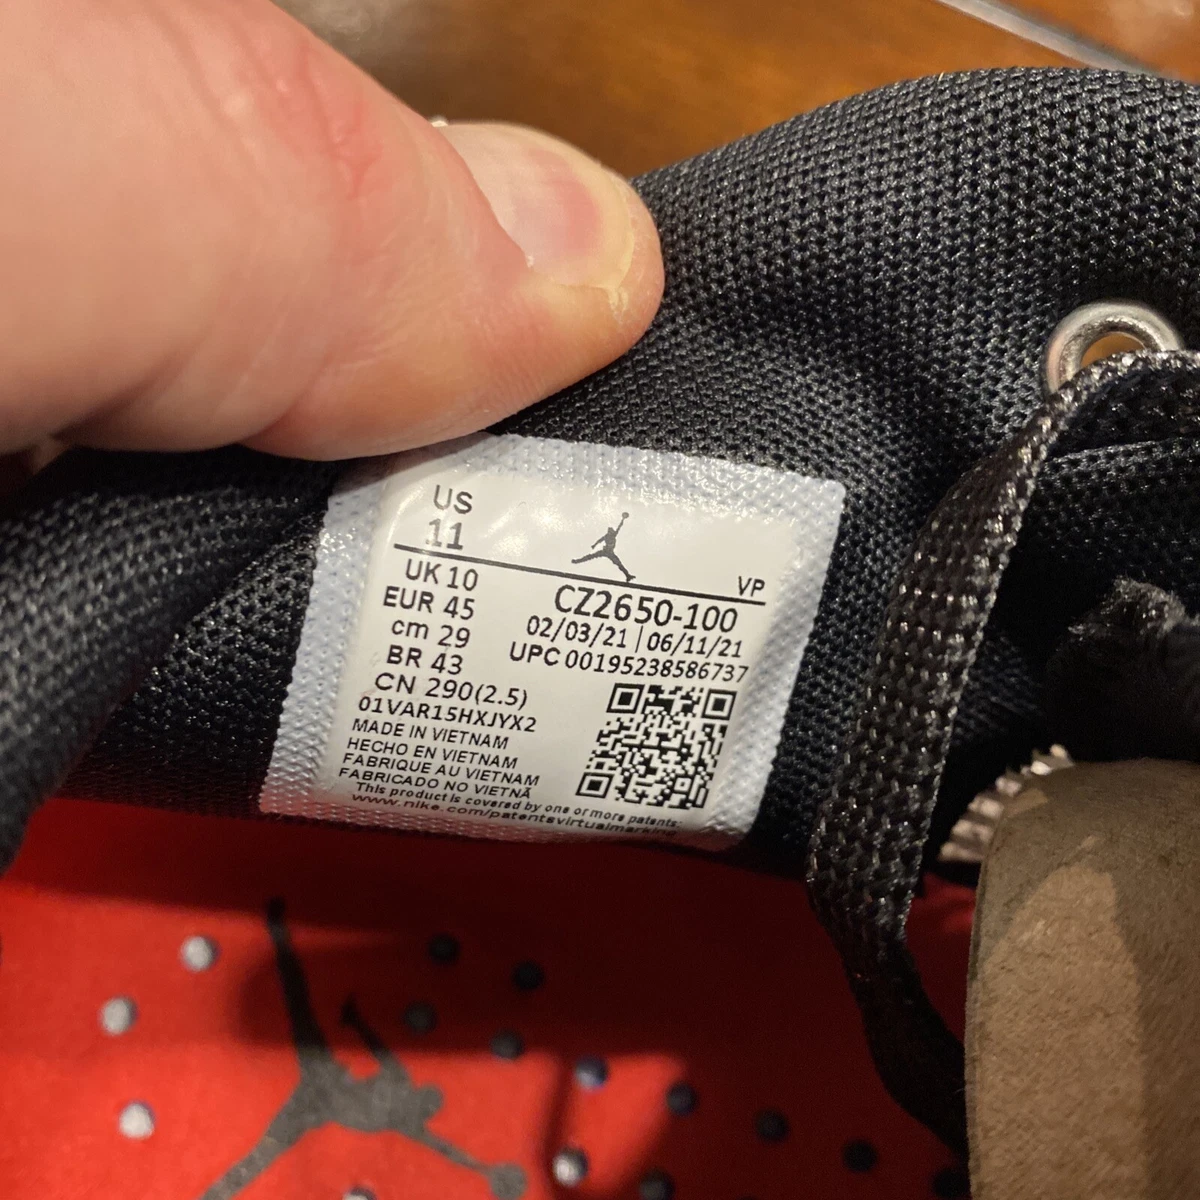 US
11
VP
UK 10
EUR 45
cm 29
BR 43
CN 290(2.5)
01VAR15HXJYX2
MADE IN VIETNAM
HECHO EN VIETNAM
FABRIQUE AU VIETNAM
FABRICADO NO VIETNÃ
CZ2650-100
02/03/21 | 06/11/21
UPC 00195238586737
This product is covered by one or more patents:
www.nike.com/patentsvirtualmarking